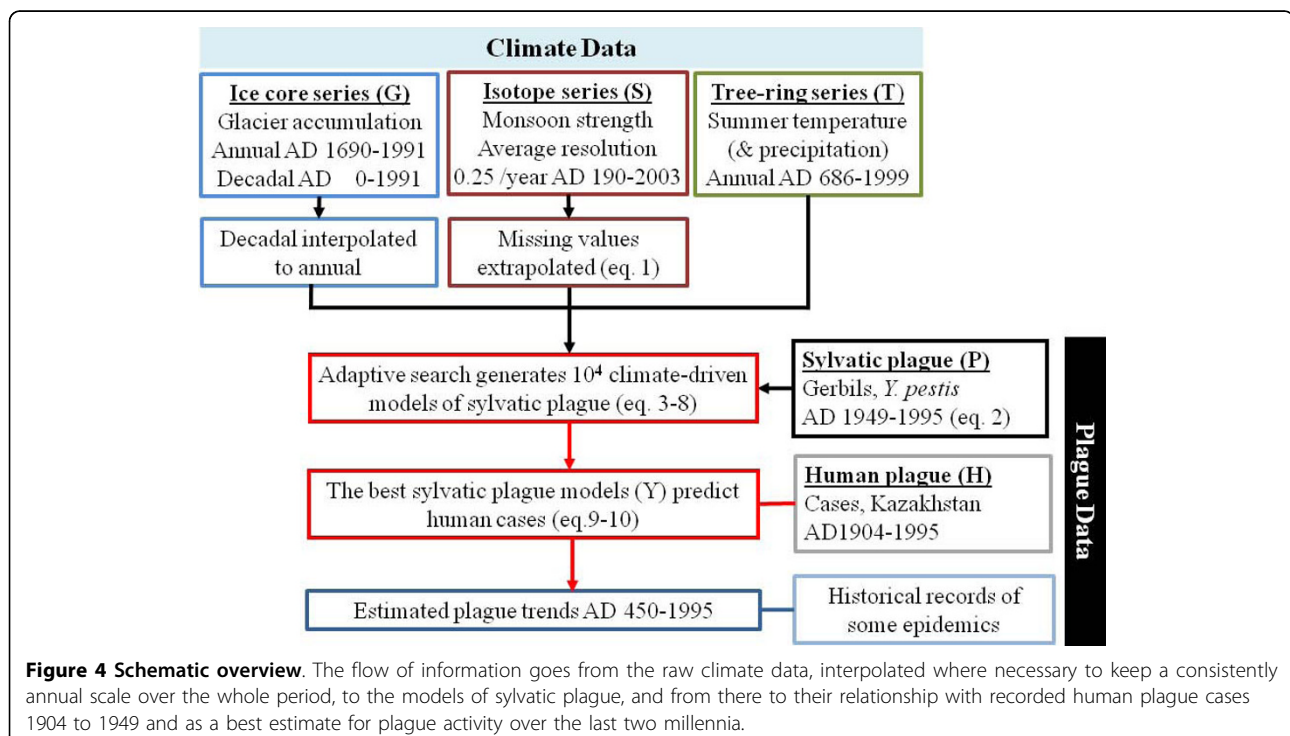 Climate Data
Ice core series (G)
Glacier accumulation
Annual AD 1690-1991
Decadal AD 0-1991
Isotope series (S)
Monsoon strength
Average resolution
0.25 /year AD 190-2003
Tree-ring series (T)
Summer temperature
(& precipitation)
Annual AD 686-1999
Decadal interpolated
to annual
Missing values
extrapolated (eq. 1)
Adaptive search generates 10⁴ climate-driven
models of sylvatic plague (eq. 3-8)
Sylvatic plague (P)
Gerbils, Y. pestis
AD 1949-1995 (eq. 2)
The best sylvatic plague models (Y) predict
human cases (eq.9-10)
Human plague (H)
Cases, Kazakhstan
AD1904-1995
Estimated plague trends AD 450-1995
Historical records of
some epidemics
Plague Data
Figure 4 Schematic overview. The flow of information goes from the raw climate data, interpolated where necessary to keep a consistently
annual scale over the whole period, to the models of sylvatic plague, and from there to their relationship with recorded human plague cases
1904 to 1949 and as a best estimate for plague activity over the last two millennia.